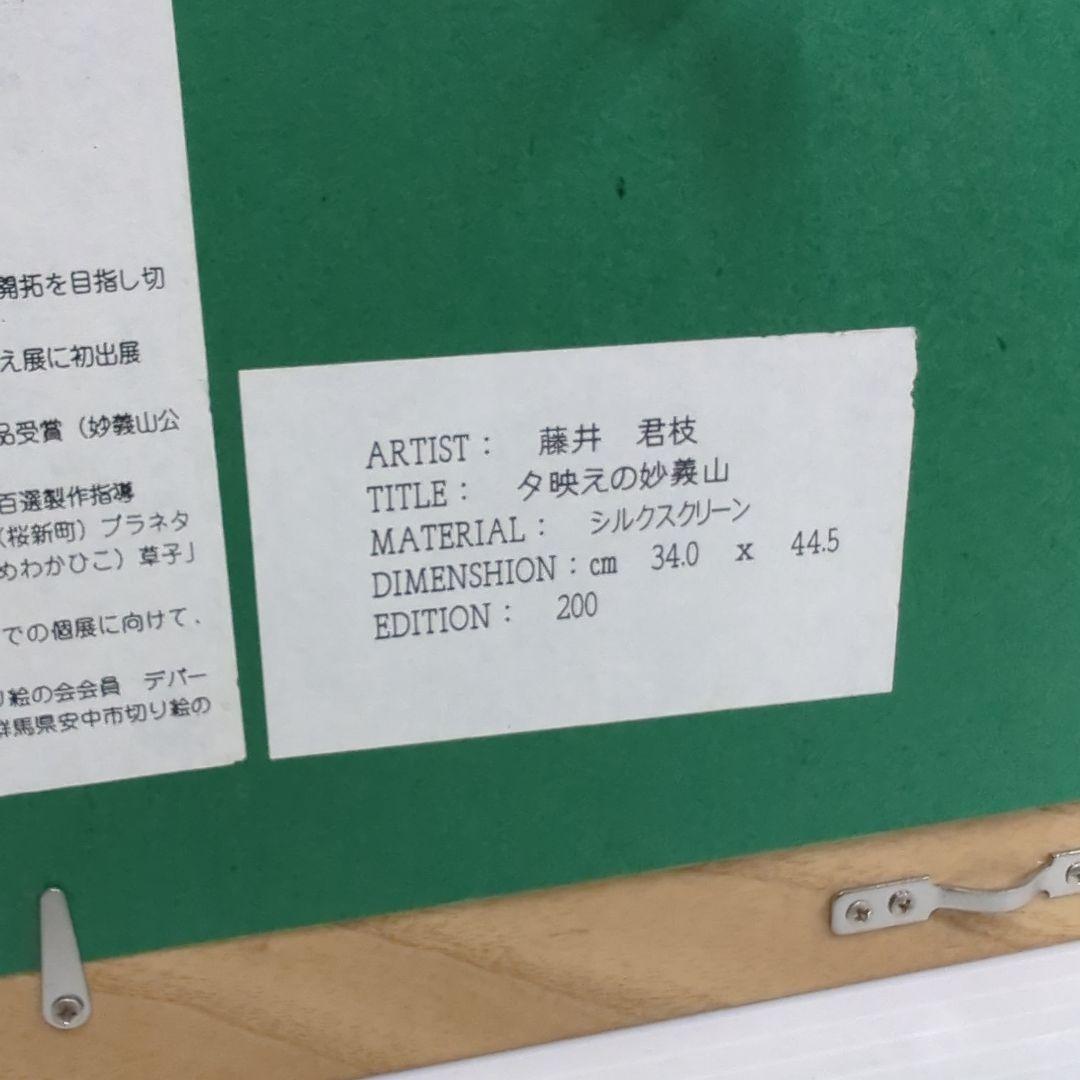 開拓を目指し切
え展に初出展
品受賞（妙義山公
百選製作指導
（桜新町）プラネタ
めわかひこ）草子」
での個展に向けて、
り絵の会会員　デパー
群馬県安中市切り絵の
ARTIST :　藤井　君枝
TITLE :　夕映えの妙義山
MATERIAL :　シルクスクリーン
DIMENSHION : cm　34.0　x　44.5
EDITION :　200